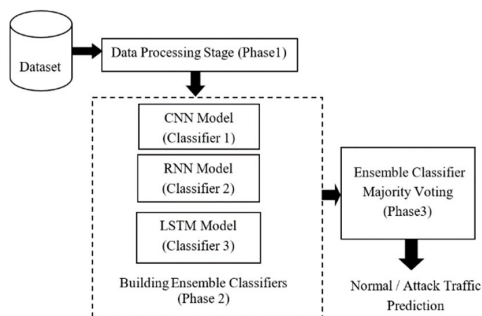 Dataset
Data Processing Stage (Phase1)
CNN Model
(Classifier 1)
RNN Model
(Classifier 2)
LSTM Model
(Classifier 3)
Building Ensemble Classifiers
(Phase 2)
Ensemble Classifier
Majority Voting
(Phase3)
Normal / Attack Traffic
Prediction